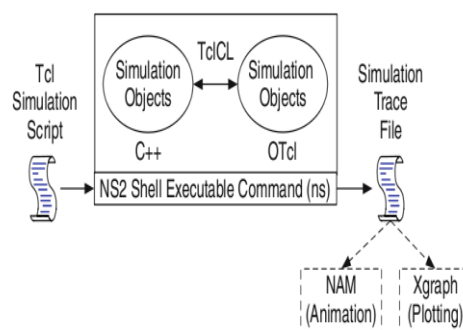 Tcl
Simulation
Script
TclCL
Simulation
Objects
Simulation
Objects
C++
OTcl
NS2 Shell Executable Command (ns)
Simulation
Trace
File
NAM
(Animation)
Xgraph
(Plotting)